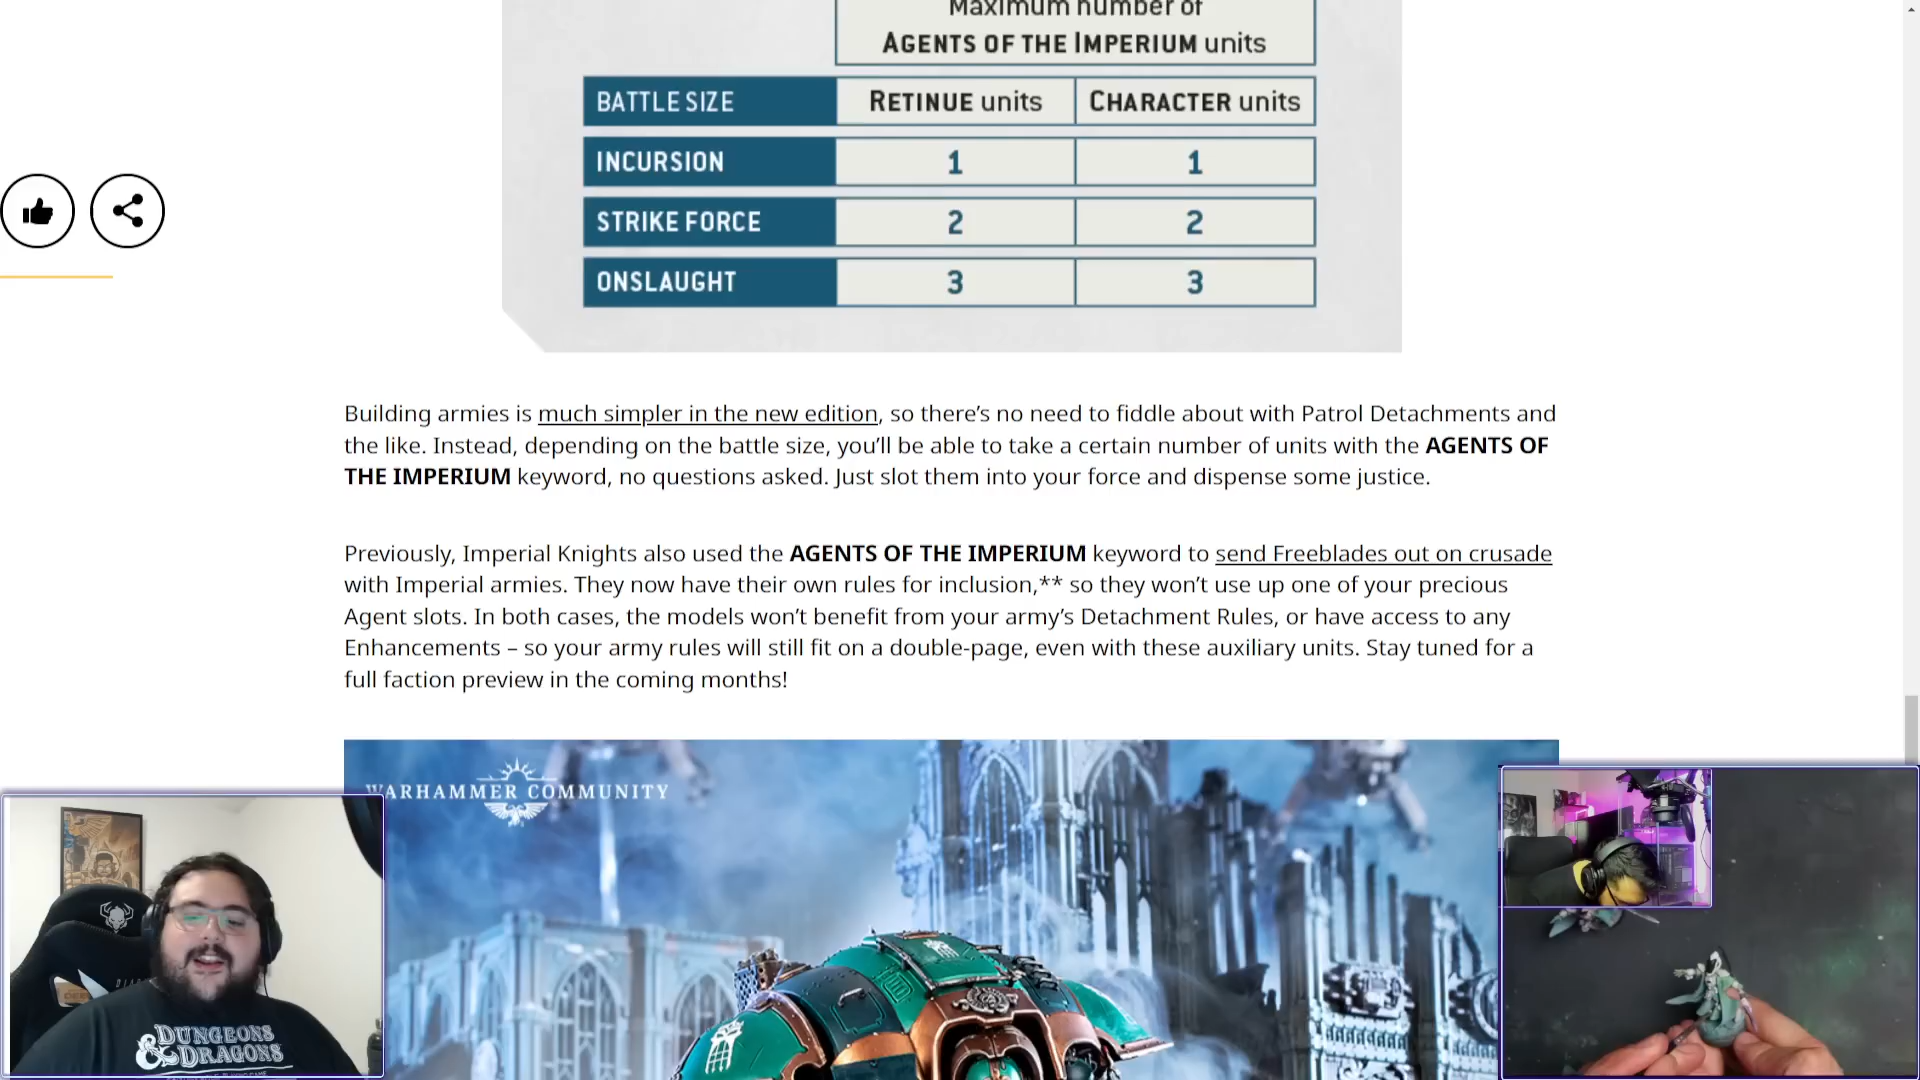 Maximum number of
AGENTS OF THE IMPERIUM units
BATTLE SIZE RETINUE units CHARACTER units
INCURSION 1 1
STRIKE FORCE 2 2
ONSLAUGHT 3 3
Building armies is much simpler in the new edition, so there’s no need to fiddle about with Patrol Detachments and
the like. Instead, depending on the battle size, you’ll be able to take a certain number of units with the AGENTS OF
THE IMPERIUM keyword, no questions asked. Just slot them into your force and dispense some justice.
Previously, Imperial Knights also used the AGENTS OF THE IMPERIUM keyword to send Freeblades out on crusade
with Imperial armies. They now have their own rules for inclusion,** so they won’t use up one of your precious
Agent slots. In both cases, the models won’t benefit from your army’s Detachment Rules, or have access to any
Enhancements – so your army rules will still fit on a double-page, even with these auxiliary units. Stay tuned for a
full faction preview in the coming months!
WARHAMMER COMMUNITY
DUNGEONS
& DRAGONS